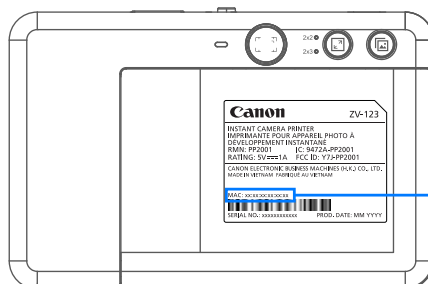 2x2
2x3
Canon ZV-123
INSTANT CAMERA PRINTER
IMPRIMANTE POUR APPAREIL PHOTO À
DÉVELOPPEMENT INSTANTANÉ
RMN: PP2001 IC: 9472A-PP2001
RATING: 5V⎓1A FCC ID: Y7J-PP2001
CANON ELECTRONIC BUSINESS MACHINES (H.K.) CO., LTD.
MADE IN VIETNAM FABRIQUÉ AU VIETNAM
MAC: xx:xx:xx:xx:xx:xx
SERIAL NO.: xxxxxxxxxxxx PROD. DATE: MM YYYY